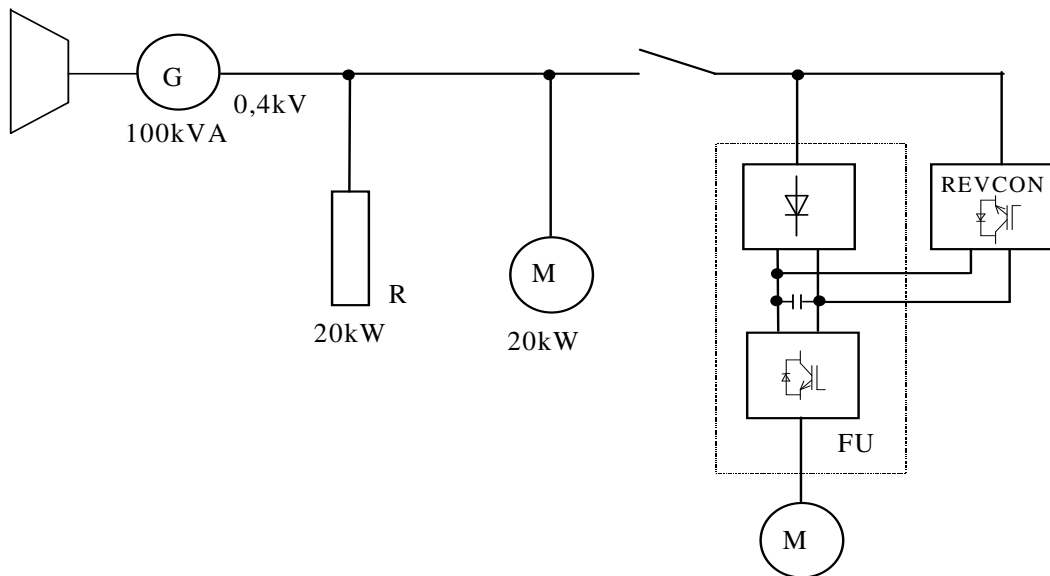 G
0,4kV
100kVA
REVCON
M
R
20kW
20kW
FU
M